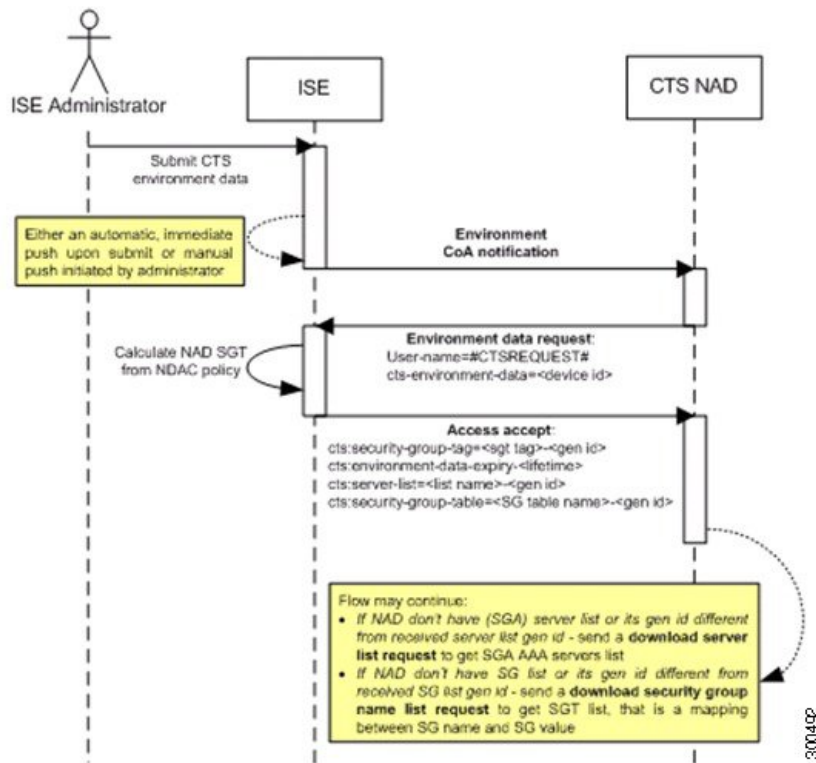 ISE Administrator
ISE
CTS NAD
Submit CTS
environment data
Either an automatic, immediate
push upon submit or manual
push initiated by administrator
Environment
CoA notification
Calculate NAD SGT
from NDAC policy
Environment data request:
User-name=#CTSREQUEST#
cts-environment-data=<device id>
Access accept:
cts:security-group-tag=<sgt tag>-<gen id>
cts:environment-data-expiry-<lifetime>
cts:server-list=<list name>-<gen id>
cts:security-group-table=<SG table name>-<gen id>
Flow may continue:
• If NAD don't have (SGA) server list or its gen id different
from received server list gen id - send a download server
list request to get SGA AAA servers list
• If NAD don't have SG list or its gen id different from
received SG list gen id - send a download security group
name list request to get SGT list, that is a mapping
between SG name and SG value
300492